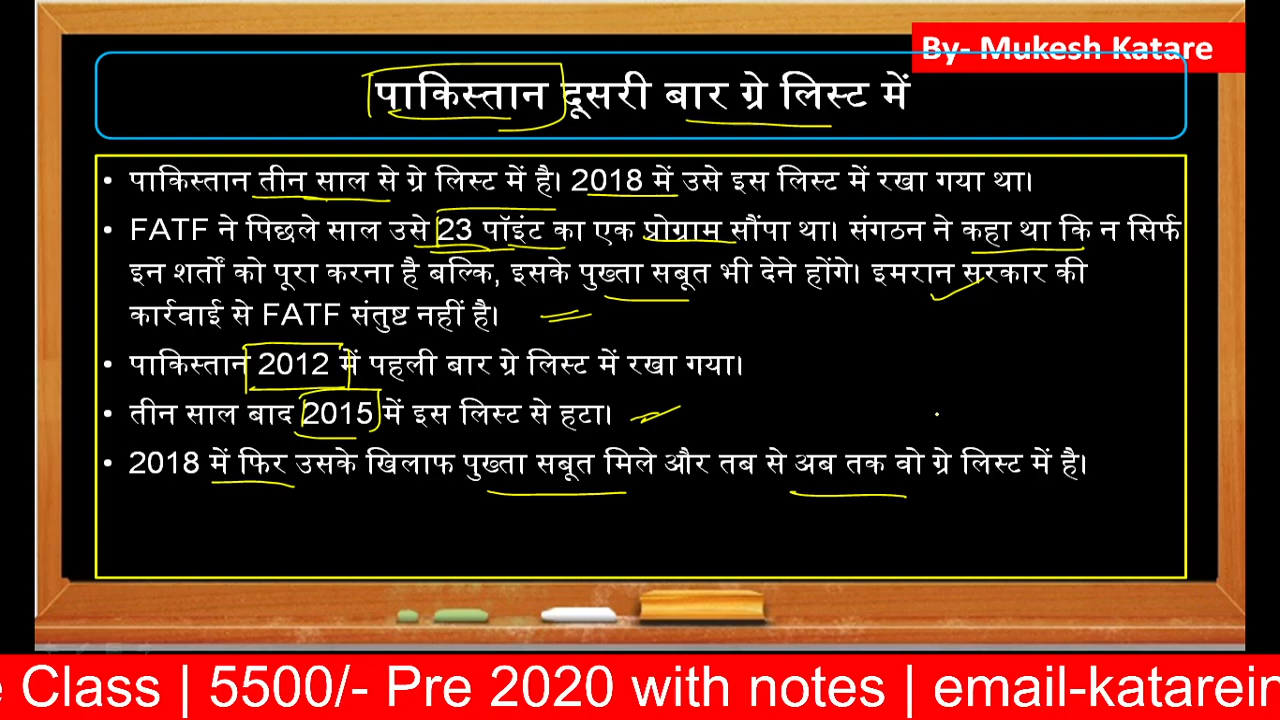 By- Mukesh Katare
पाकिस्तान दूसरी बार ग्रे लिस्ट में
• पाकिस्तान तीन साल से ग्रे लिस्ट में है। 2018 में उसे इस लिस्ट में रखा गया था।
• FATF ने पिछले साल उसे 23 पॉइंट का एक प्रोग्राम सौंपा था। संगठन ने कहा था कि न सिर्फ
इन शर्तों को पूरा करना है बल्कि, इसके पुख्ता सबूत भी देने होंगे। इमरान सरकार की
कार्रवाई से FATF संतुष्ट नहीं है।
• पाकिस्तान 2012 में पहली बार ग्रे लिस्ट में रखा गया।
• तीन साल बाद 2015 में इस लिस्ट से हटा।
• 2018 में फिर उसके खिलाफ पुख्ता सबूत मिले और तब से अब तक वो ग्रे लिस्ट में है।
e Class | 5500/- Pre 2020 with notes | email-katarein